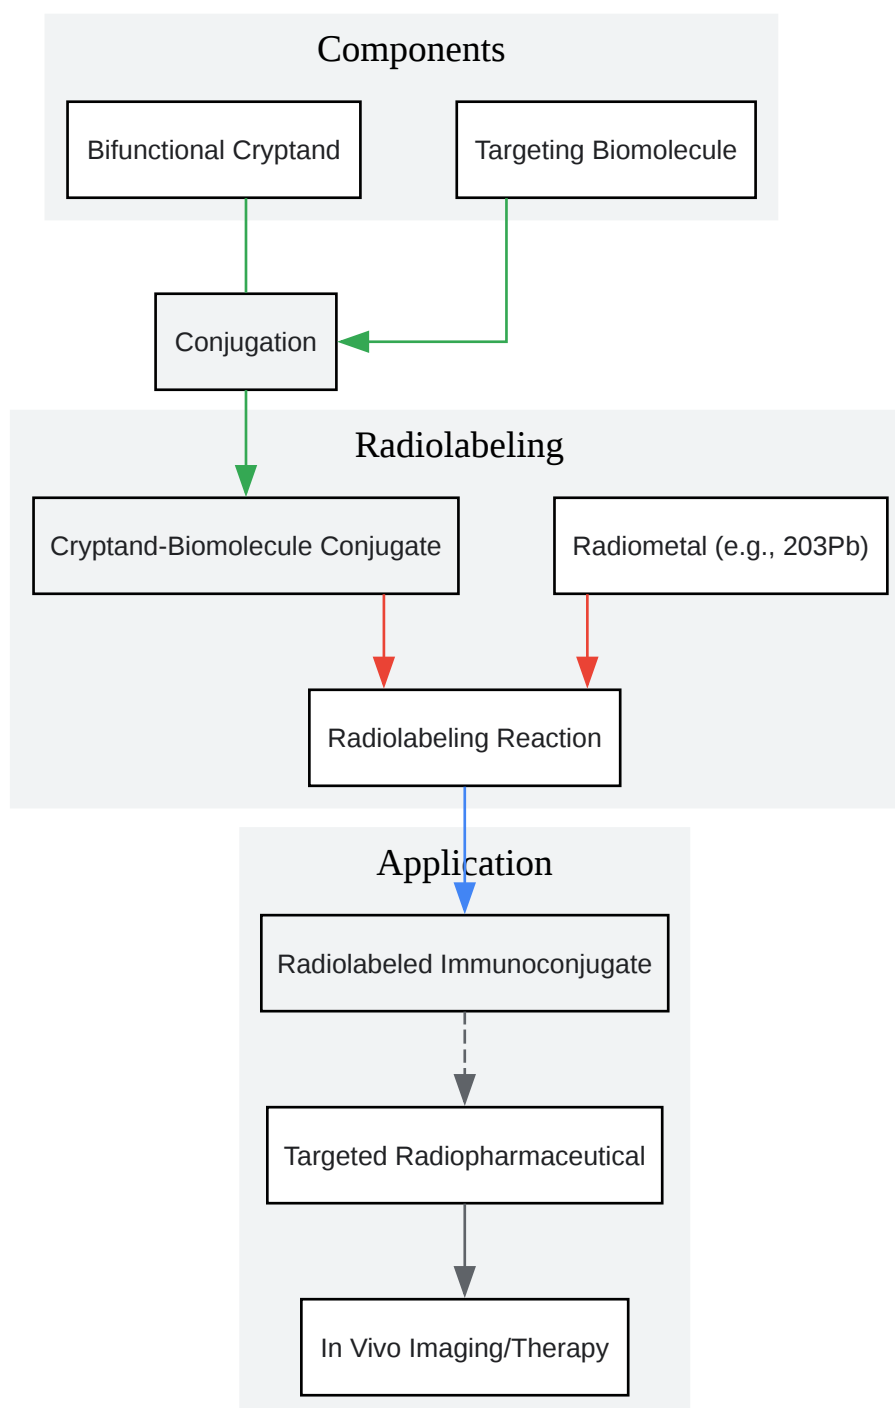 Components
Bifunctional Cryptand
Targeting Biomolecule
Conjugation
Radiolabeling
Cryptand-Biomolecule Conjugate
Radiometal (e.g., 203Pb)
Radiolabeling Reaction
Application
Radiolabeled Immunoconjugate
Targeted Radiopharmaceutical
In Vivo Imaging/Therapy